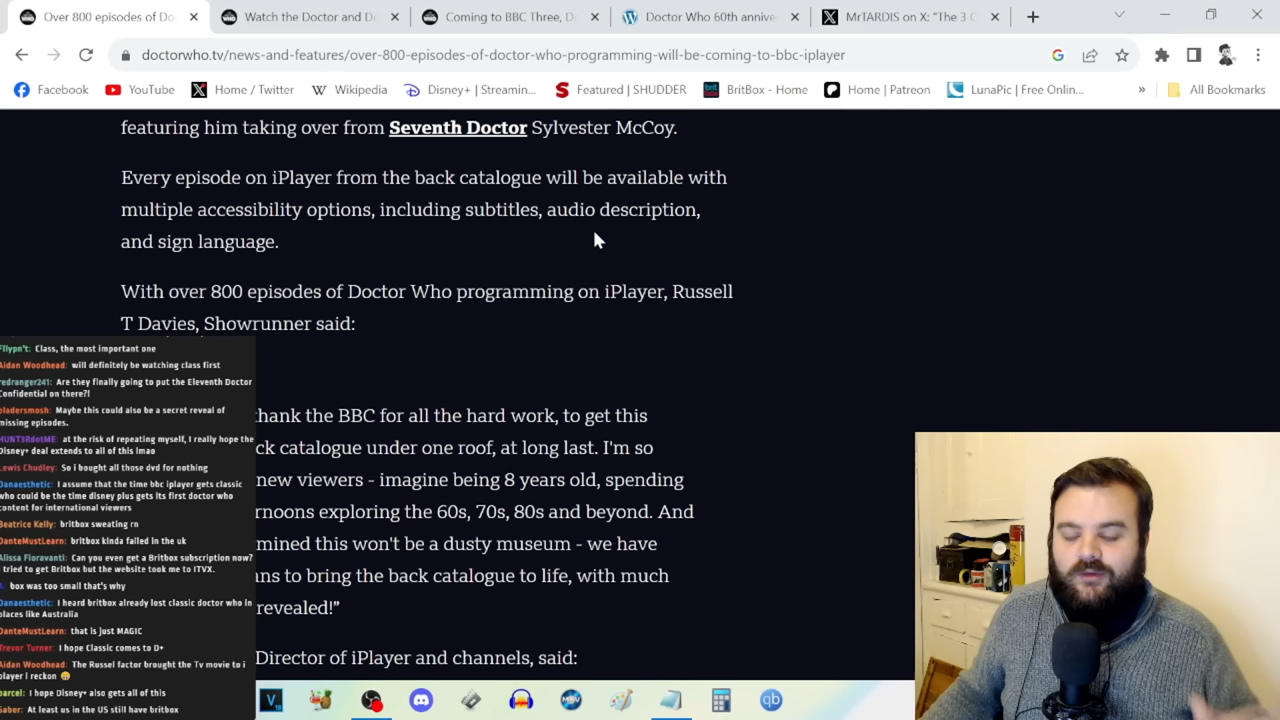 Over 800 episodes of Do
Watch the Doctor and D
Coming to BBC Three, D
Doctor Who 60th annive
MrTARDIS on X: "The 3 C
doctorwho.tv/news-and-features/over-800-episodes-of-doctor-who-programming-will-be-coming-to-bbc-iplayer
Facebook
YouTube
Home / Twitter
Wikipedia
Disney+ | Streamin...
Featured | SHUDDER
BritBox - Home
Home | Patreon
LunaPic | Free Onlin...
»
All Bookmarks
featuring him taking over from Seventh Doctor Sylvester McCoy.
Every episode on iPlayer from the back catalogue will be available with
multiple accessibility options, including subtitles, audio description,
and sign language.
With over 800 episodes of Doctor Who programming on iPlayer, Russell
T Davies, Showrunner said:
thank the BBC for all the hard work, to get this
ck catalogue under one roof, at long last. I'm so
new viewers - imagine being 8 years old, spending
rnoons exploring the 60s, 70s, 80s and beyond. And
mined this won't be a dusty museum - we have
ns to bring the back catalogue to life, with much
revealed!”
Director of iPlayer and channels, said:
Fllypn't: Class, the most important one
Aidan Woodhead: will definitely be watching class first
redranger241: Are they finally going to put the Eleventh Doctor
Confidential on there?!
bladersmosh: Maybe this could also be a secret reveal of
missing episodes.
HUNT3RdotME: at the risk of repeating myself, I really hope the
Disney+ deal extends to all of this lmao
Lewis Chudley: So i bought all those dvd for nothing
Danaesthetic: I assume that the time bbc iplayer gets classic
who could be the time disney plus gets its first doctor who
content for international viewers
Beatrice Kelly: britbox sweating rn
DanteMustLearn: britbox kinda failed in the uk
Alissa Fioravanti: Can you even get a Britbox subscription now?
I tried to get Britbox but the website took me to ITVX.
box was too small that's why
Danaesthetic: I heard britbox already lost classic doctor who in
places like Australia
DanteMustLearn: that is just MAGIC
Trevor Turner: I hope Classic comes to D+
Aidan Woodhead: The Russel factor brought the Tv movie to i
player I reckon
parcel: I hope Disney+ also gets all of this
Saber: At least us in the US still have britbox